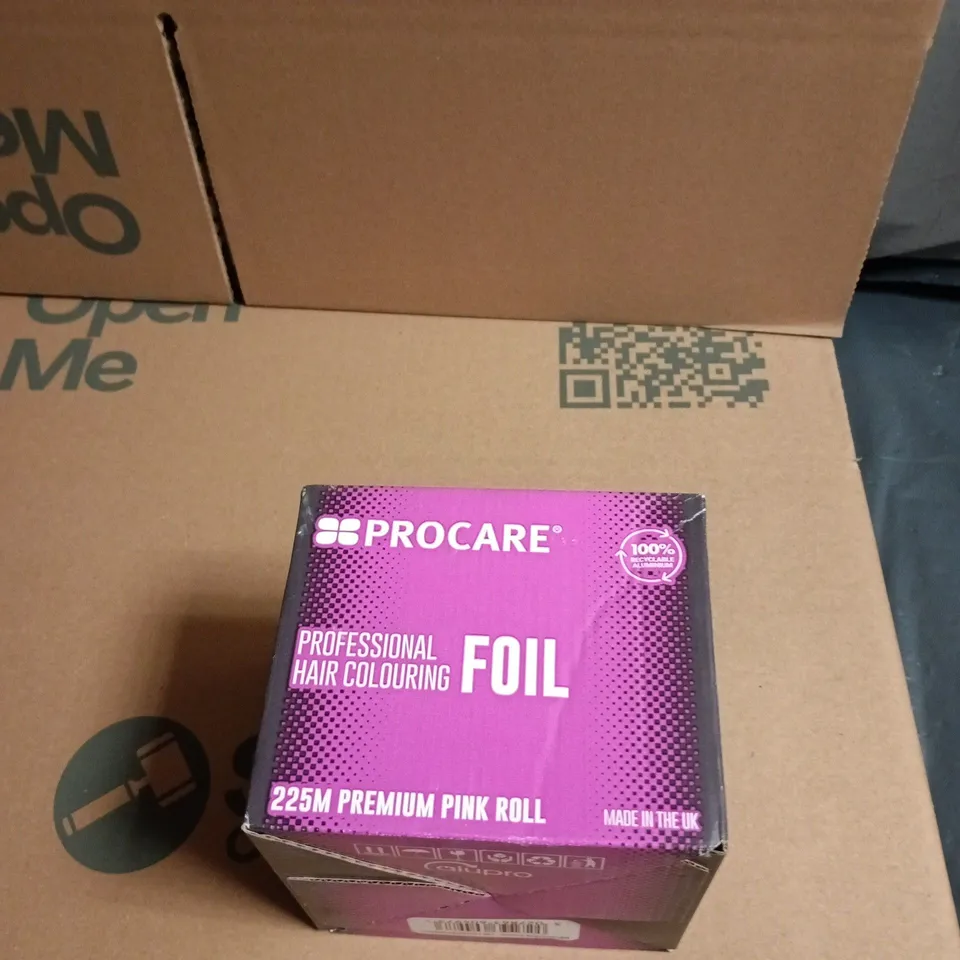 Open
Me
Open
Me
PROCARE®
100%
RECYCLABLE
ALUMINIUM
PROFESSIONAL
HAIR COLOURING
FOIL
225M PREMIUM PINK ROLL
MADE IN THE UK
alupro